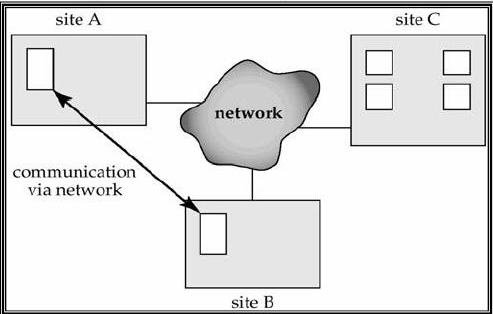 site A
site C
network
communication
via network
site B